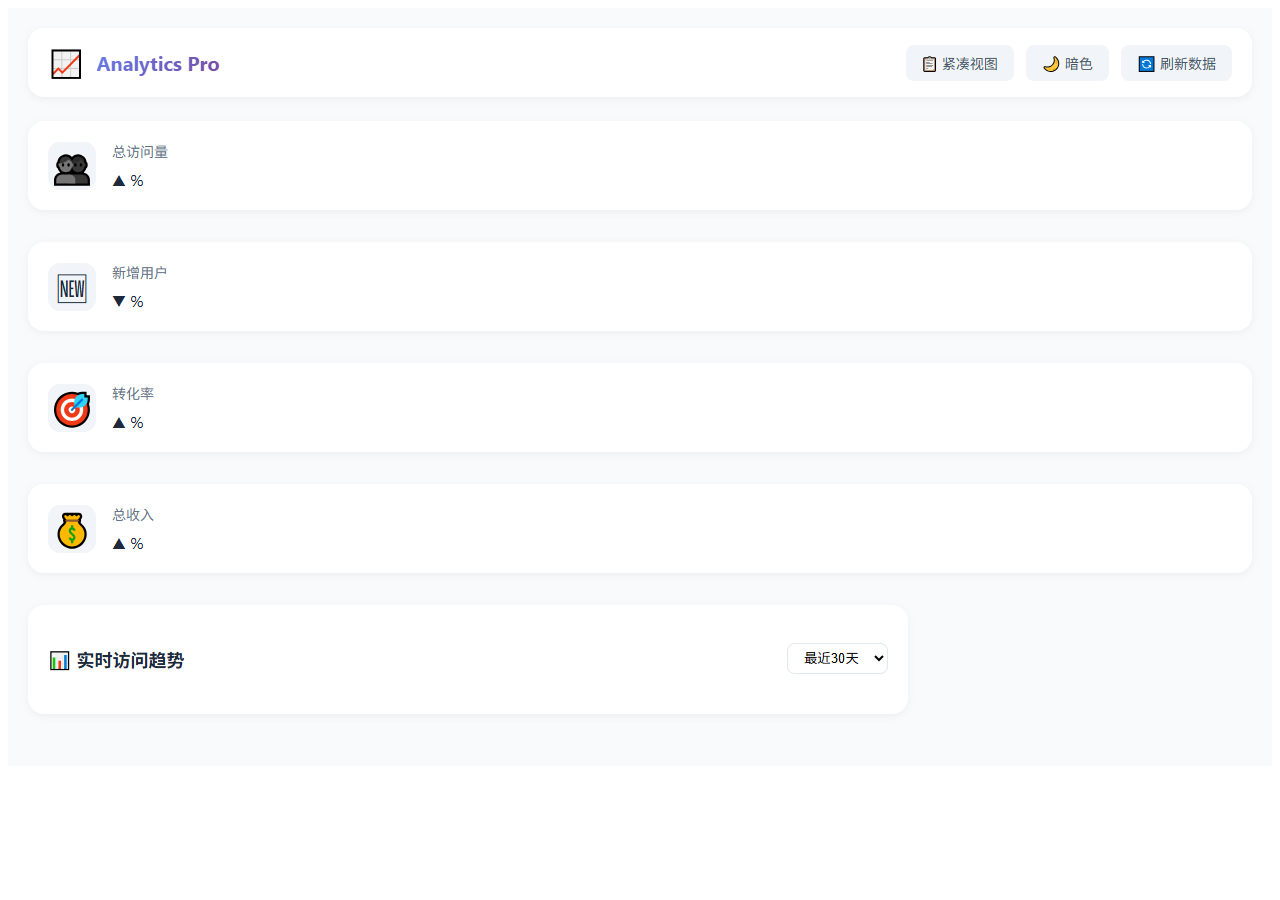 Analytics Pro
📋 紧凑视图
🌙 暗色
🔄 刷新数据
总访问量
▲ %
NEW
新增用户
▼ %
转化率
▲ %
总收入
▲ %
📊 实时访问趋势
最近30天